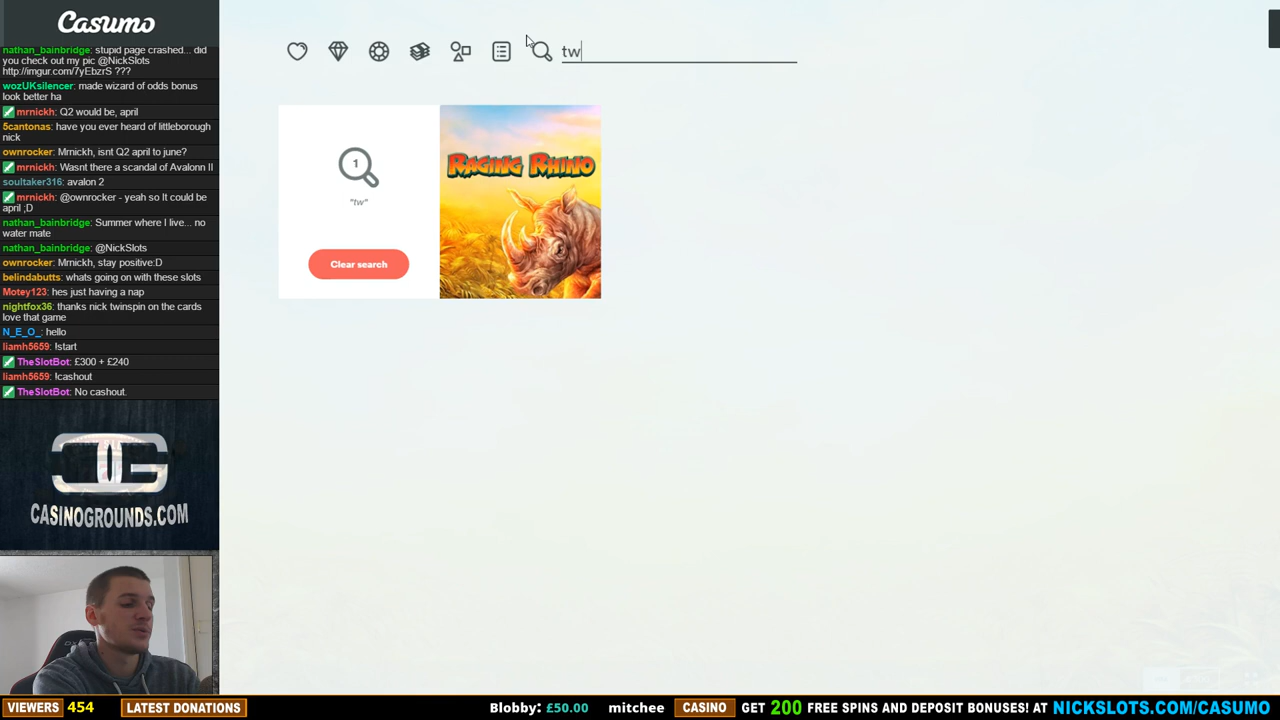 Casumo
nathan_bainbridge: stupid page crashed... did
you check out my pic @NickSlots
http://imgur.com/7yEbzrS ???
wozUKsilencer: made wizard of odds bonus
look better ha
mrnickh: Q2 would be, april
5cantonas: have you ever heard of littleborough
nick
ownrocker: Mrnickh, isnt Q2 april to june?
mrnickh: Wasnt there a scandal of Avalonn II
soultaker316: avalon 2
mrnickh: @ownrocker - yeah so It could be
april ;D
nathan_bainbridge: Summer where I live... no
water mate
nathan_bainbridge: @NickSlots
ownrocker: Mrnickh, stay positive:D
belindabutts: whats going on with these slots
Motey123: hes just having a nap
nightfox36: thanks nick twinspin on the cards
love that game
N_E_O_: hello
liamh5659: !start
TheSlotBot: £300 + £240
liamh5659: !cashout
TheSlotBot: No cashout.
CASINOGROUNDS.COM
tw
1
"tw"
Clear search
RAGING RHINO
VIEWERS 454 LATEST DONATIONS Blobby: £50.00 mitchee CASINO GET 200 FREE SPINS AND DEPOSIT BONUSES! AT NICKSLOTS.COM/CASUMO